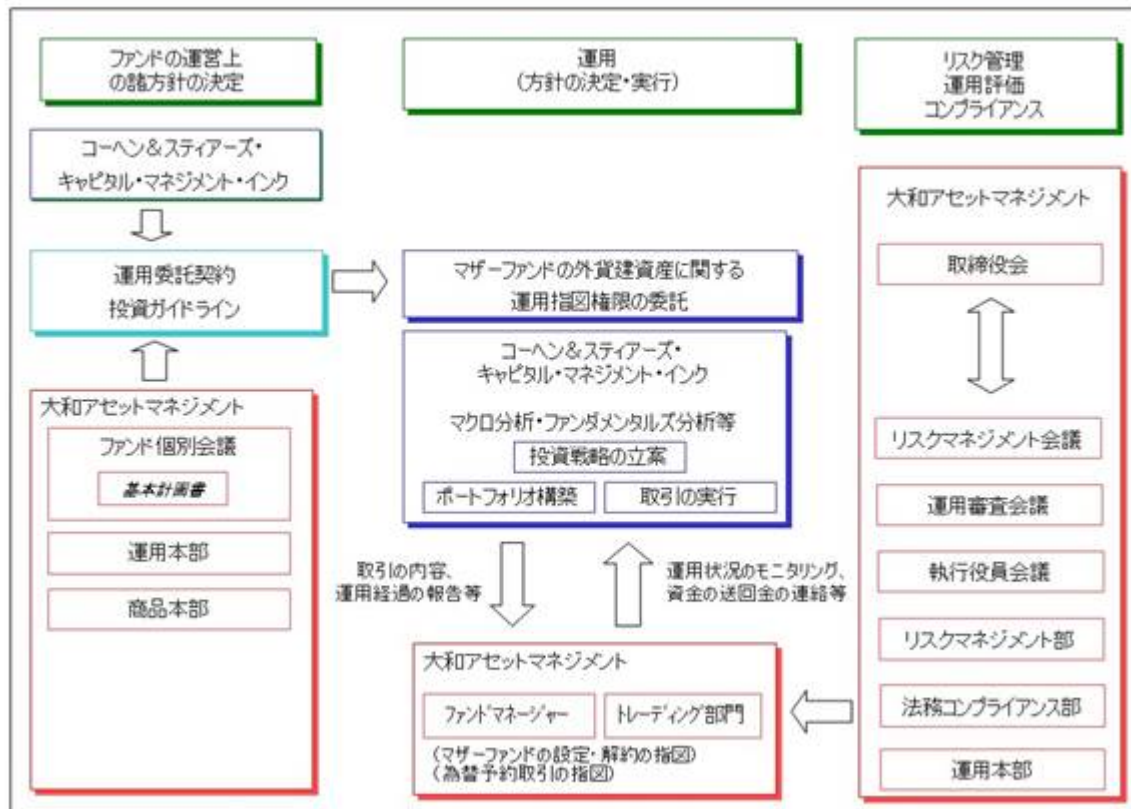 ファンドの運営上
の諸方針の決定
運用
(方針の決定・実行)
リスク管理
運用評価
コンプライアンス
コーヘン＆スティアーズ・
キャピタル・マネジメント・インク
運用委託契約
投資ガイドライン
マザーファンドの外貨建資産に関する
運用指図権限の委託
コーヘン＆スティアーズ・
キャピタル・マネジメント・インク
マクロ分析・ファンダメンタルズ分析等
投資戦略の立案
ポートフォリオ構築
取引の実行
大和アセットマネジメント
ファンド個別会議
基本計画書
運用本部
商品本部
取引の内容、
運用経過の報告等
運用状況のモニタリング、
資金の送回金の連絡等
大和アセットマネジメント
ファンドマネージャー
トレーディング部門
(マザーファンドの設定・解約の指図)
(為替予約取引の指図)
大和アセットマネジメント
取締役会
リスクマネジメント会議
運用審査会議
執行役員会議
リスクマネジメント部
法務コンプライアンス部
運用本部